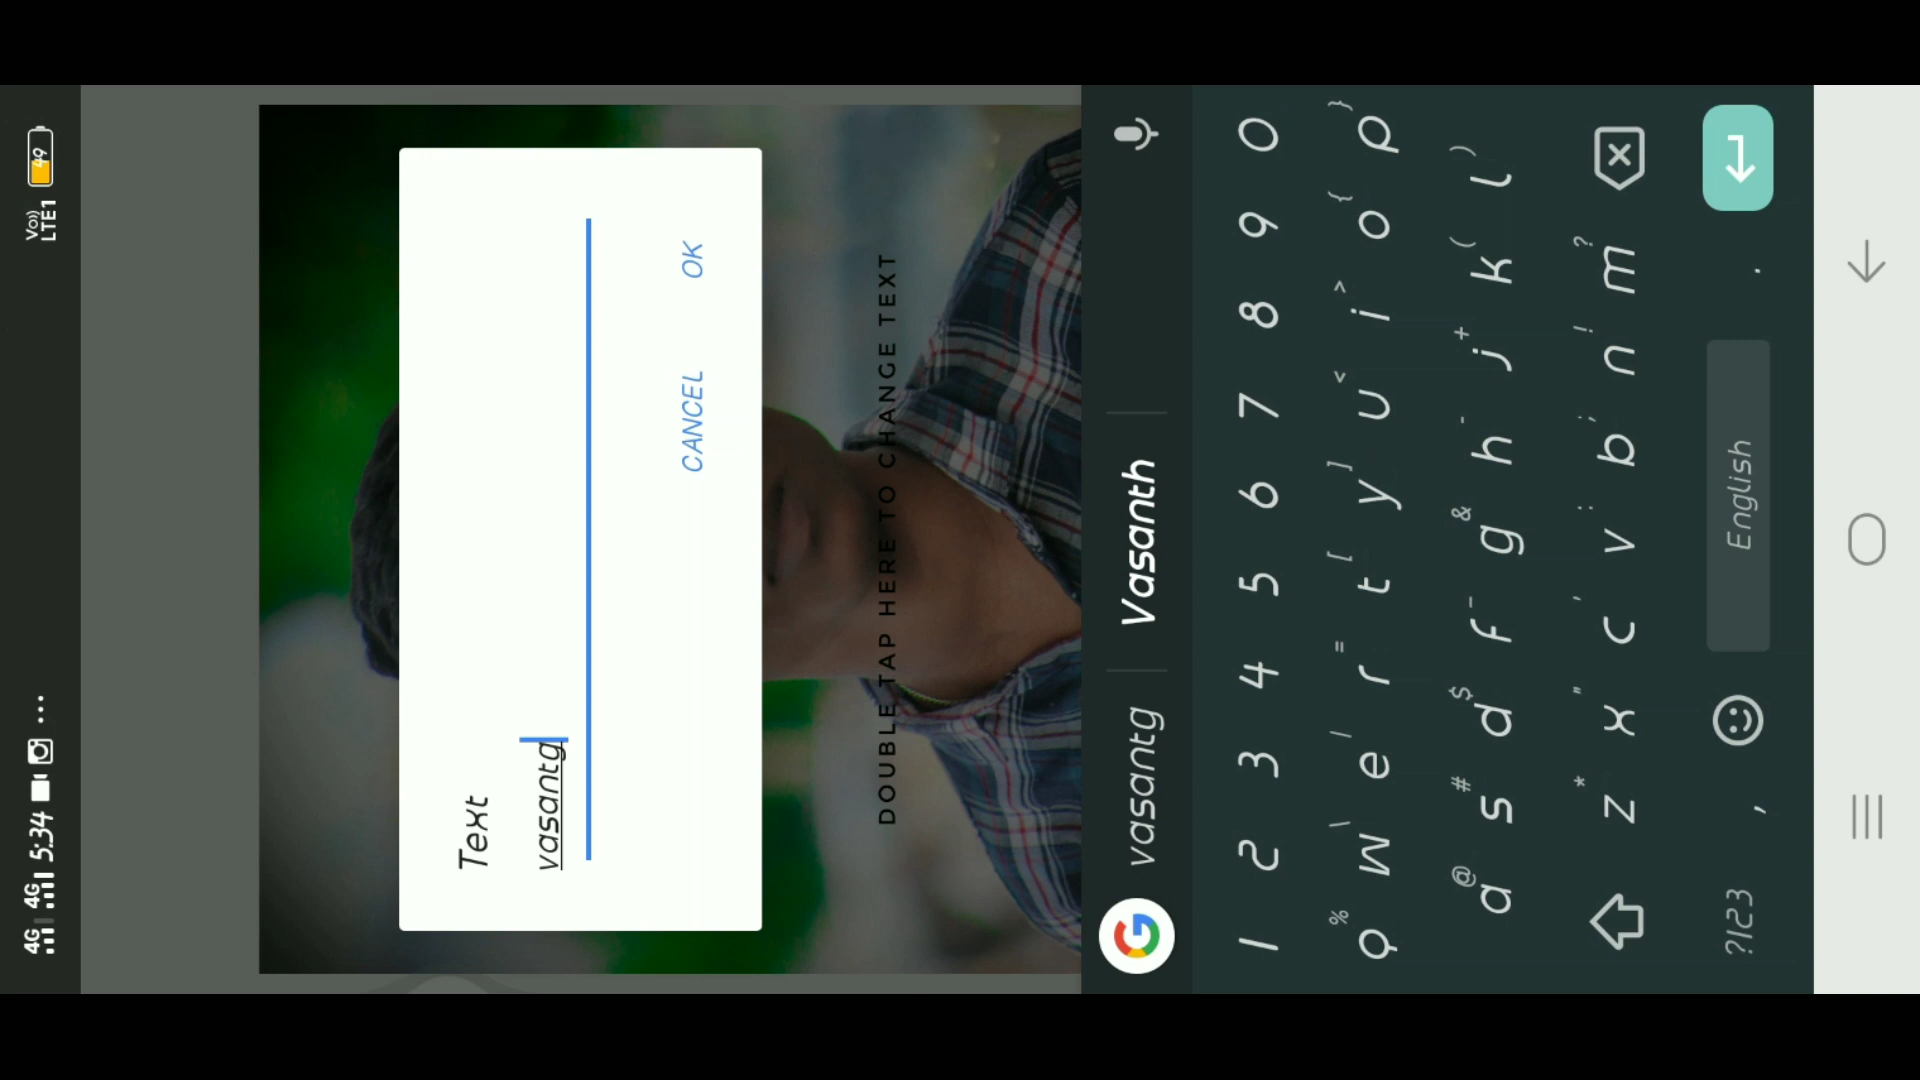 4G 4G 5:34 ... Vo)) LTE1 49
Text
vasantg
CANCEL OK
DOUBLE TAP HERE TO CHANGE TEXT
G vasantg Vasanth
1 2 3 4 5 6 7 8 9 0
% \ | = [ ] < > { }
q w e r t y u i o p
@ # $ _ & - + ( )
a s d f g h j k l
* " ' : ; ! ?
z x c v b n m
?123 , English .